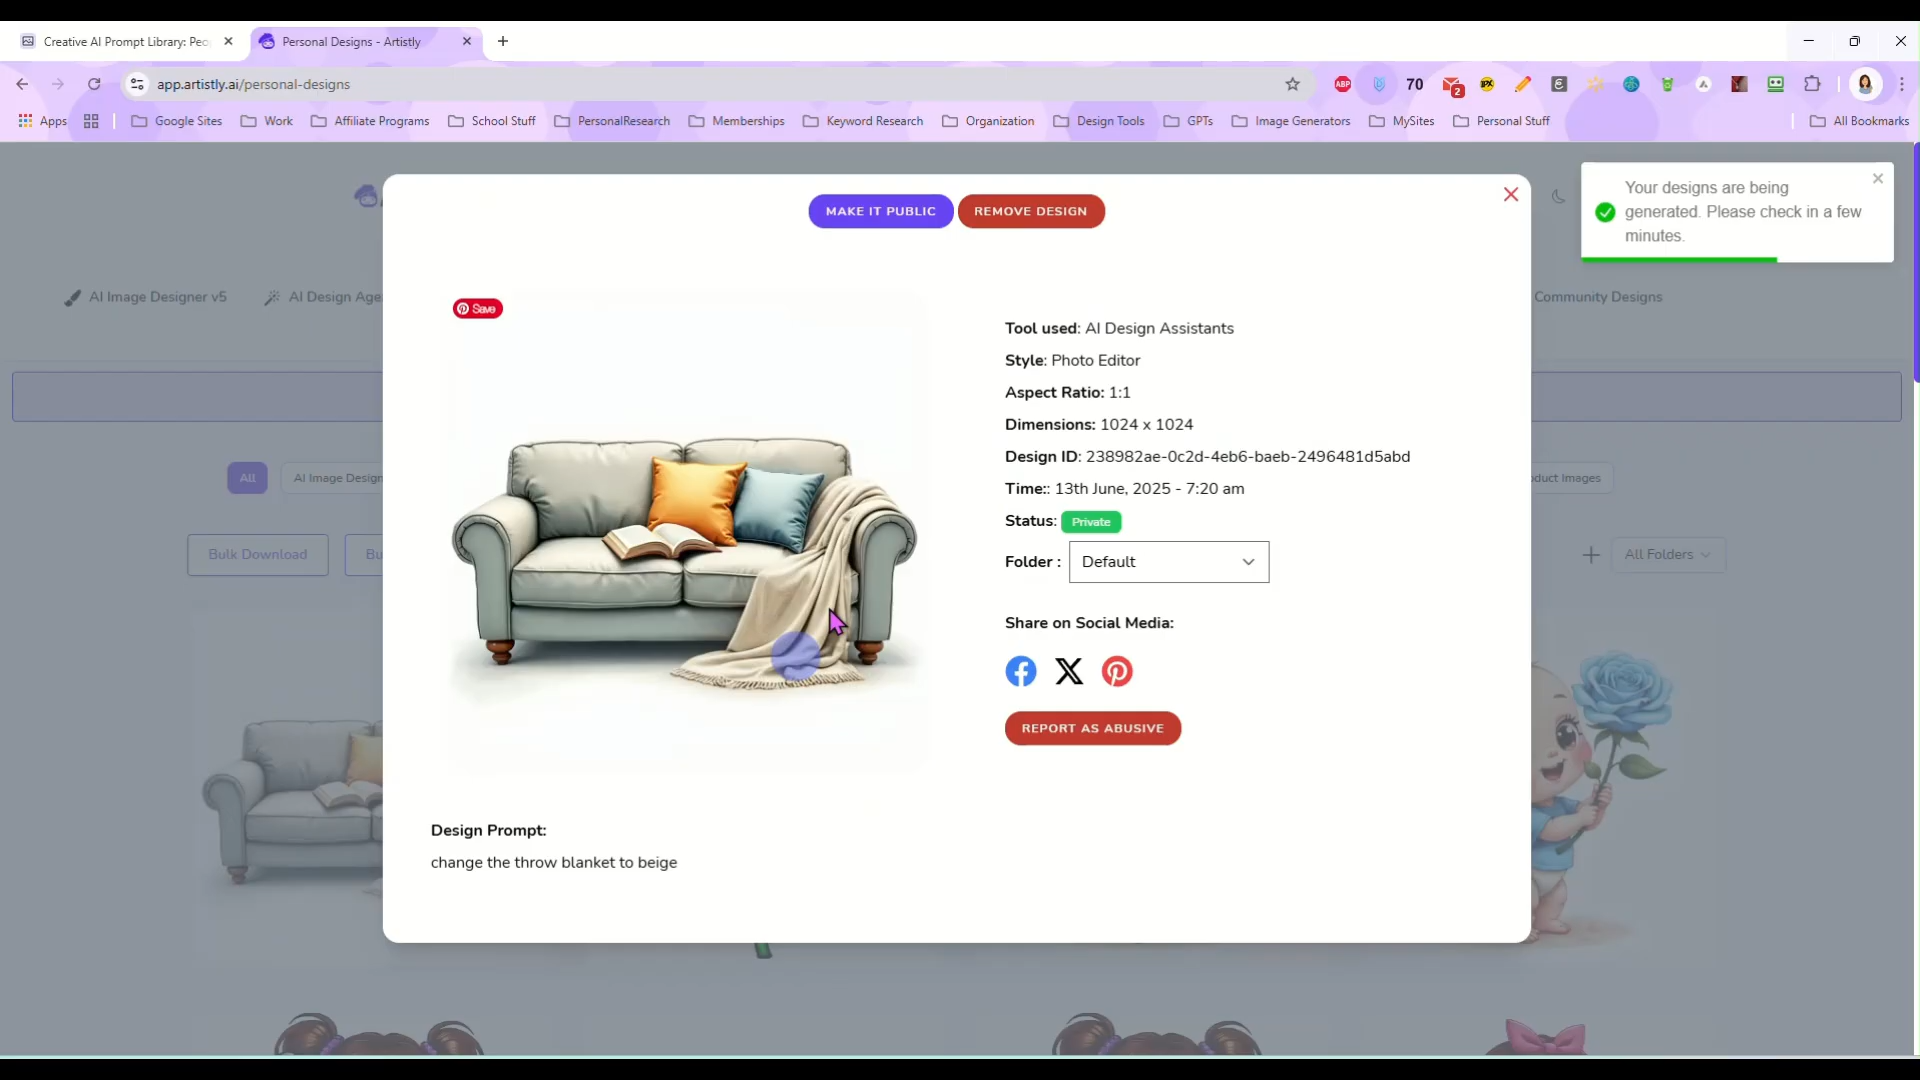 Creative AI Prompt Library: Peo
Personal Designs - Artistly
app.artistly.ai/personal-designs
ABP
70
2
IPX
Apps
Google Sites
Work
Affiliate Programs
School Stuff
PersonalResearch
Memberships
Keyword Research
Organization
Design Tools
GPTs
Image Generators
MySites
Personal Stuff
All Bookmarks
MAKE IT PUBLIC
REMOVE DESIGN
Your designs are being
generated. Please check in a few
minutes.
AI Image Designer v5
AI Design Age
Community Designs
Save
Tool used: AI Design Assistants
Style: Photo Editor
Aspect Ratio: 1:1
Dimensions: 1024 x 1024
Design ID: 238982ae-0c2d-4eb6-baeb-2496481d5abd
Time:: 13th June, 2025 - 7:20 am
Status: Private
Folder : Default
All
AI Image Design
duct Images
Bulk Download
Bu
All Folders
Share on Social Media:
REPORT AS ABUSIVE
Design Prompt:
change the throw blanket to beige